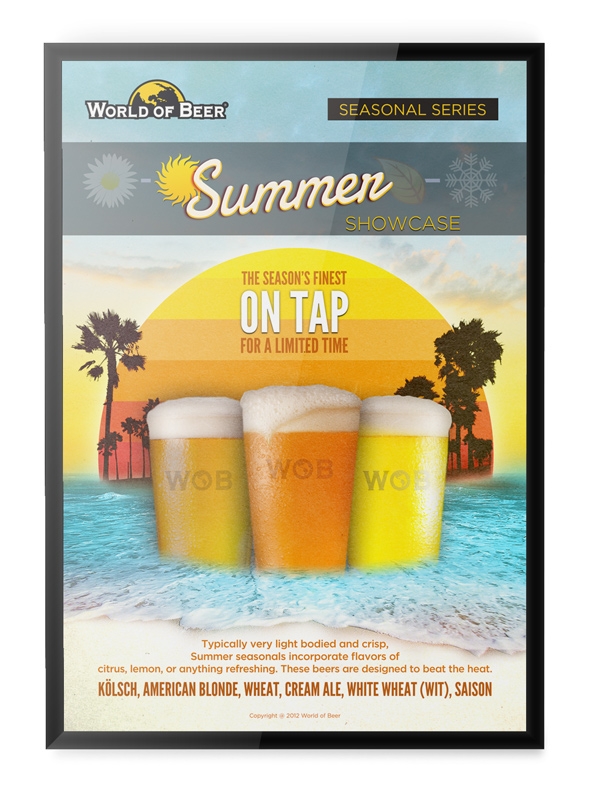 WORLD OF BEER®
SEASONAL SERIES
Summer
SHOWCASE
THE SEASON'S FINEST
ON TAP
FOR A LIMITED TIME
WOB WOB WOB
Typically very light bodied and crisp,
Summer seasonals incorporate flavors of
citrus, lemon, or anything refreshing. These beers are designed to beat the heat.
KÖLSCH, AMERICAN BLONDE, WHEAT, CREAM ALE, WHITE WHEAT (WIT), SAISON
Copyright @ 2012 World of Beer